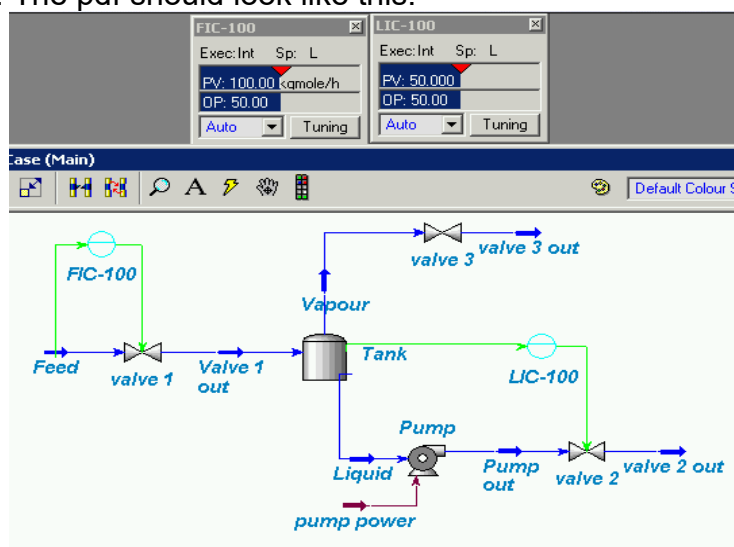 . The pdf should look like this.
FIC-100
LIC-100
Exec:Int Sp: L
Exec:Int Sp: L
PV: 100.00 <gmole/h
PV: 50.000
OP: 50.00
OP: 50.00
Auto Tuning
Auto Tuning
Case (Main)
A
Default Colour S
FIC-100
valve 3
valve 3 out
Vapour
Feed
valve 1
Valve 1
out
Tank
LIC-100
Pump
Liquid
Pump
out
valve 2
valve 2 out
pump power